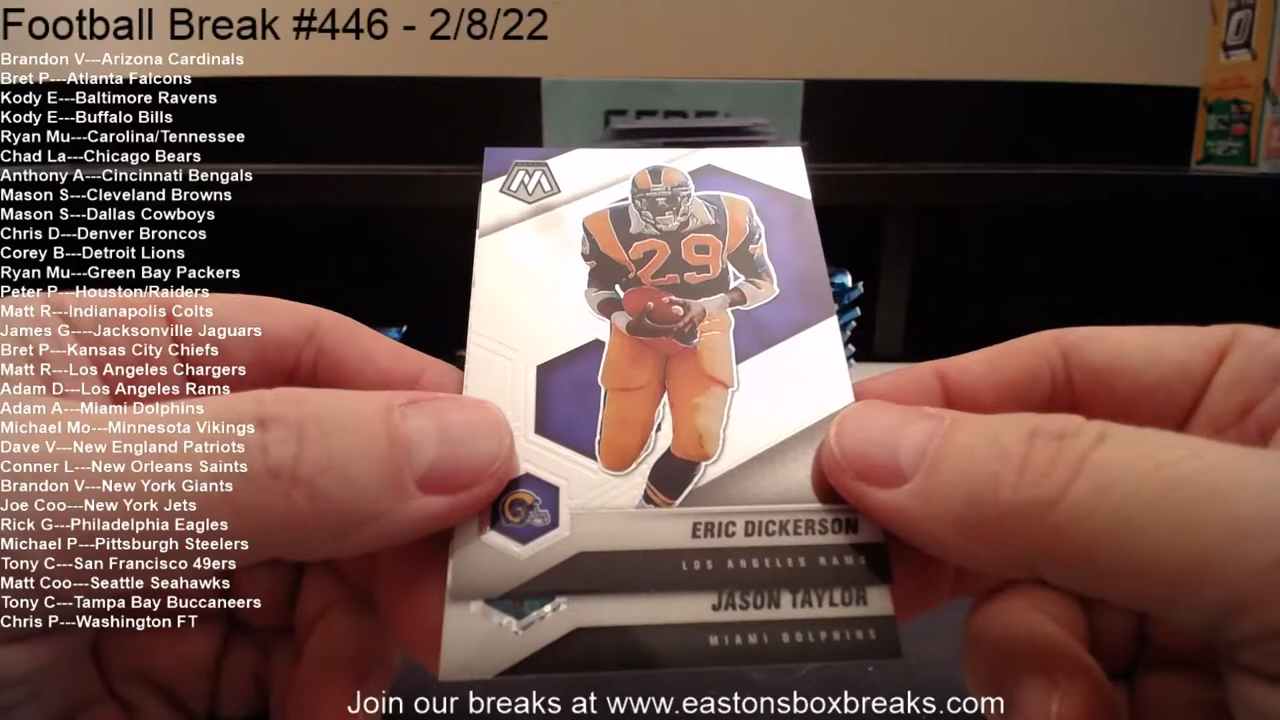 Football Break #446 - 2/8/22
Brandon V---Arizona Cardinals
Bret P---Atlanta Falcons
Kody E---Baltimore Ravens
Kody E---Buffalo Bills
Ryan Mu---Carolina/Tennessee
Chad La---Chicago Bears
Anthony A---Cincinnati Bengals
Mason S---Cleveland Browns
Mason S---Dallas Cowboys
Chris D---Denver Broncos
Corey B---Detroit Lions
Ryan Mu---Green Bay Packers
Peter P---Houston/Raiders
Matt R---Indianapolis Colts
James G----Jacksonville Jaguars
Bret P---Kansas City Chiefs
Matt R---Los Angeles Chargers
Adam D---Los Angeles Rams
Adam A---Miami Dolphins
Michael Mo---Minnesota Vikings
Dave V---New England Patriots
Conner L---New Orleans Saints
Brandon V---New York Giants
Joe Coo---New York Jets
Rick G---Philadelphia Eagles
Michael P---Pittsburgh Steelers
Tony C---San Francisco 49ers
Matt Coo---Seattle Seahawks
Tony C---Tampa Bay Buccaneers
Chris P---Washington FT
M
29
ERIC DICKERSON
LOS ANGELES RAMS
JASON TAYLOR
MIAMI DOLPHINS
Join our breaks at www.eastonsboxbreaks.com